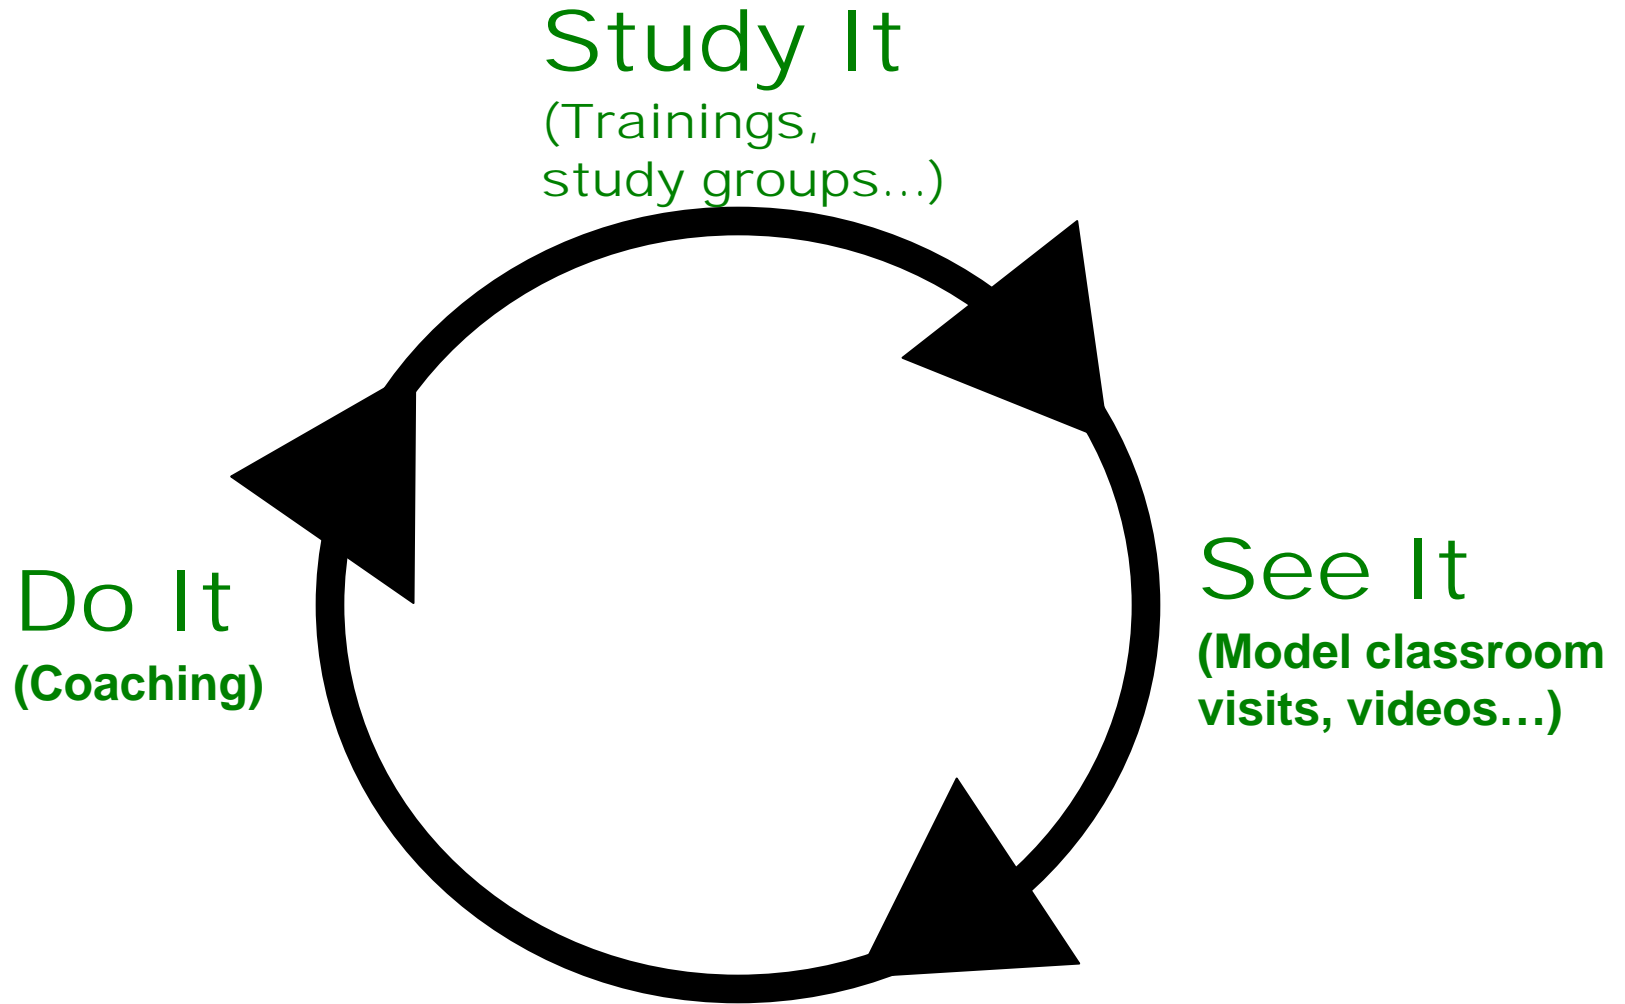 Study It
(Trainings,
study groups…)
See It
(Model classroom
visits, videos…)
Do It
(Coaching)